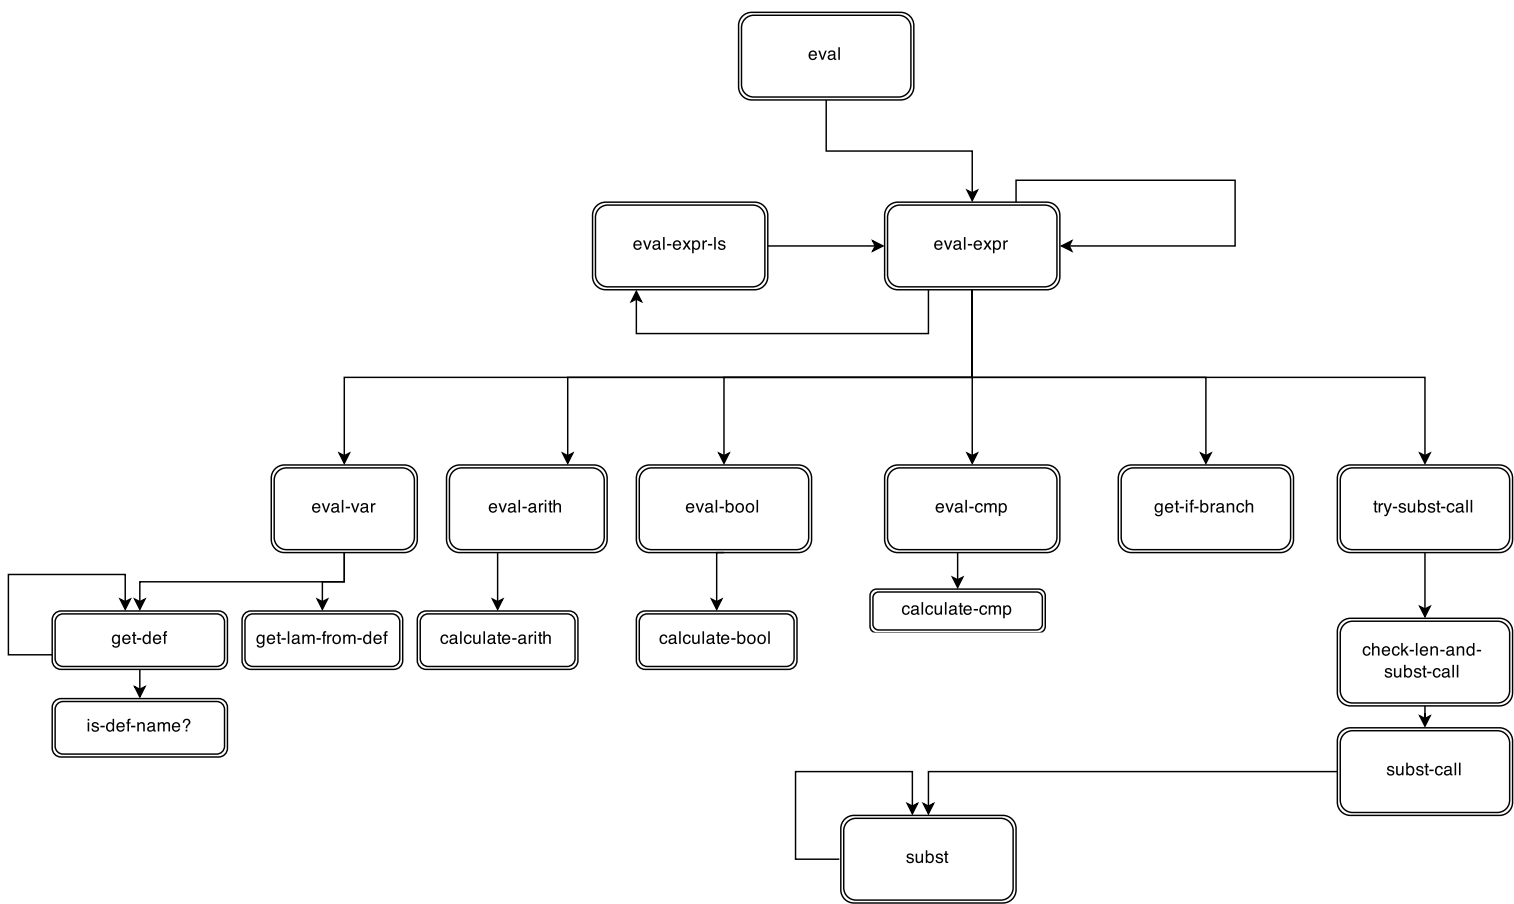 eval
eval-expr-ls
eval-expr
eval-var
eval-arith
eval-bool
eval-cmp
get-if-branch
try-subst-call
get-def
get-lam-from-def
calculate-arith
calculate-bool
calculate-cmp
check-len-and-
subst-call
is-def-name?
subst-call
subst